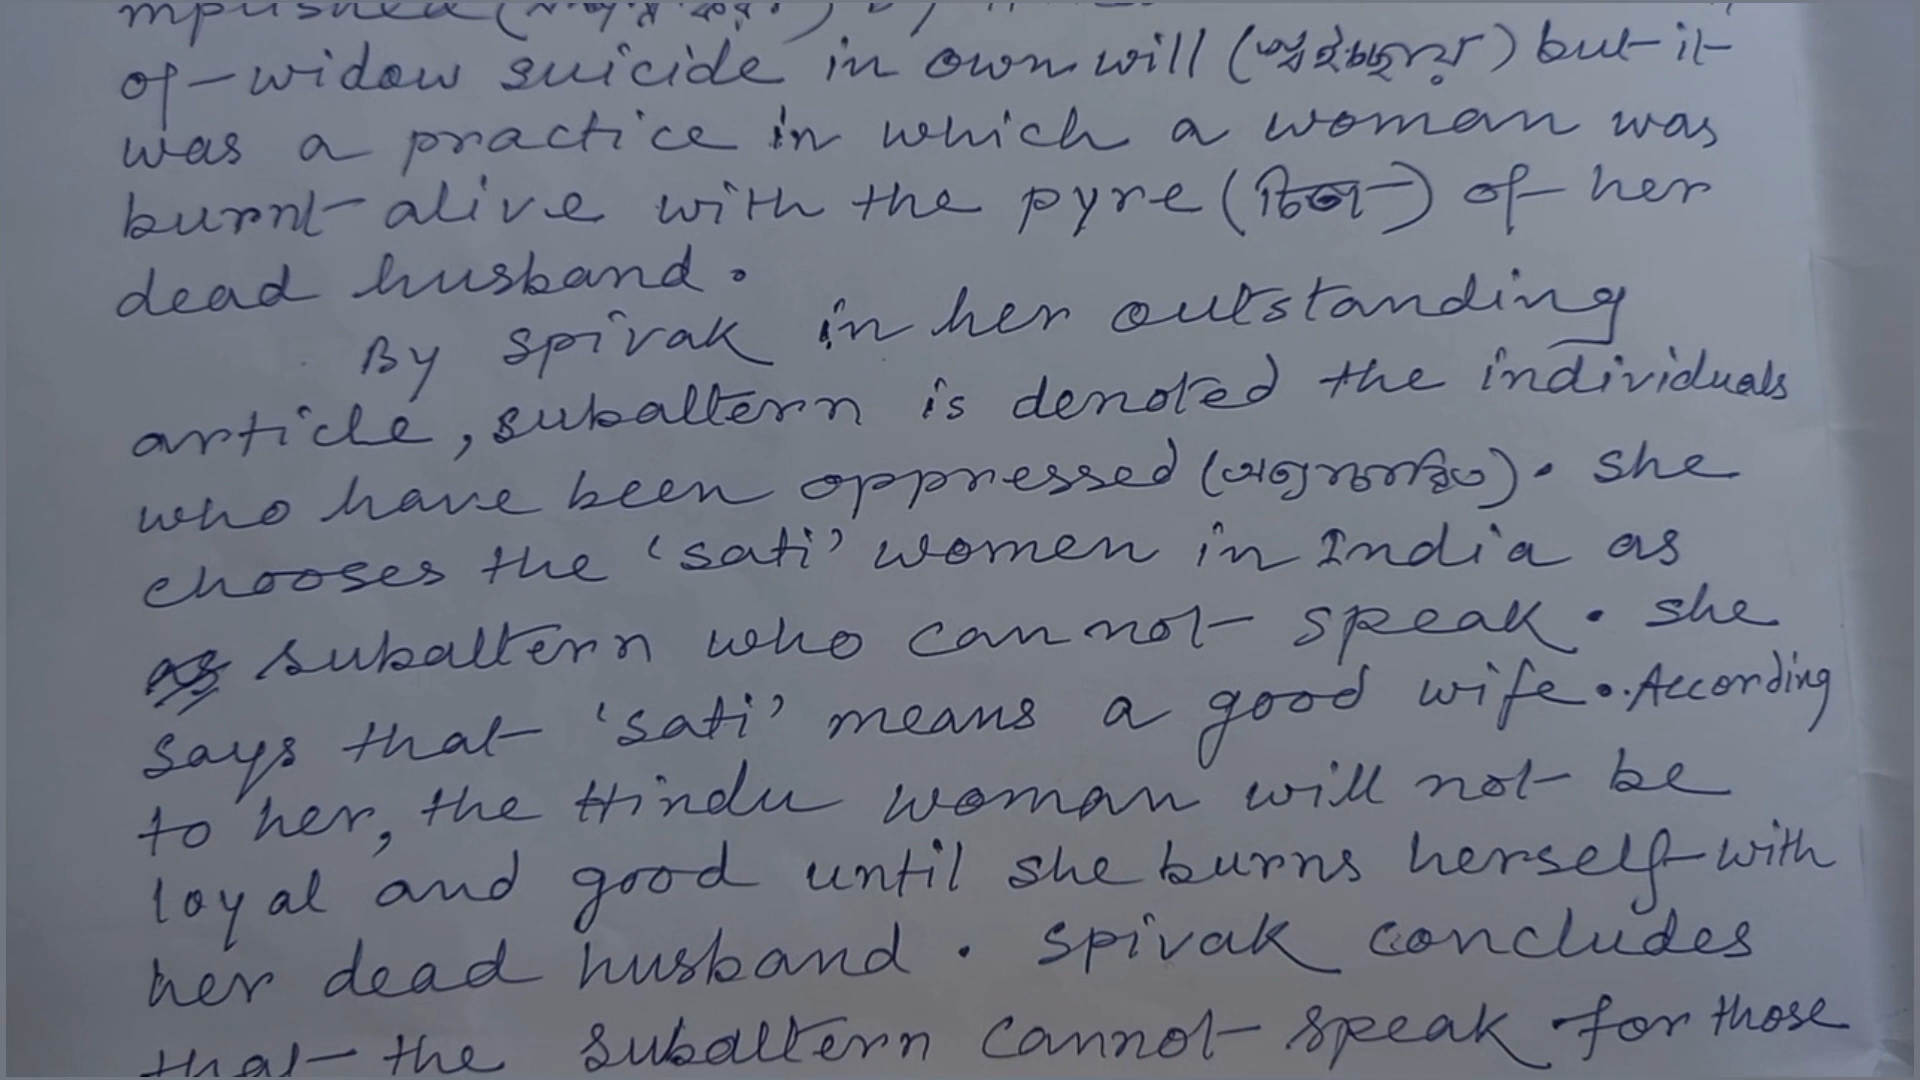 of widow suicide in own will (স্বইচ্ছায়) but it
was a practice in which a woman was
burnt alive with the pyre (চিতা) of her
dead husband.
By Spivak in her outstanding
article, subaltern is denoted the individuals
who have been oppressed (অত্যাচারিত). She
chooses the 'sati' women in India as
as subaltern who cannot speak. She
says that 'sati' means a good wife. According
to her, the Hindu woman will not be
loyal and good until she burns herself with
her dead husband. Spivak concludes
that the subaltern cannot speak for those